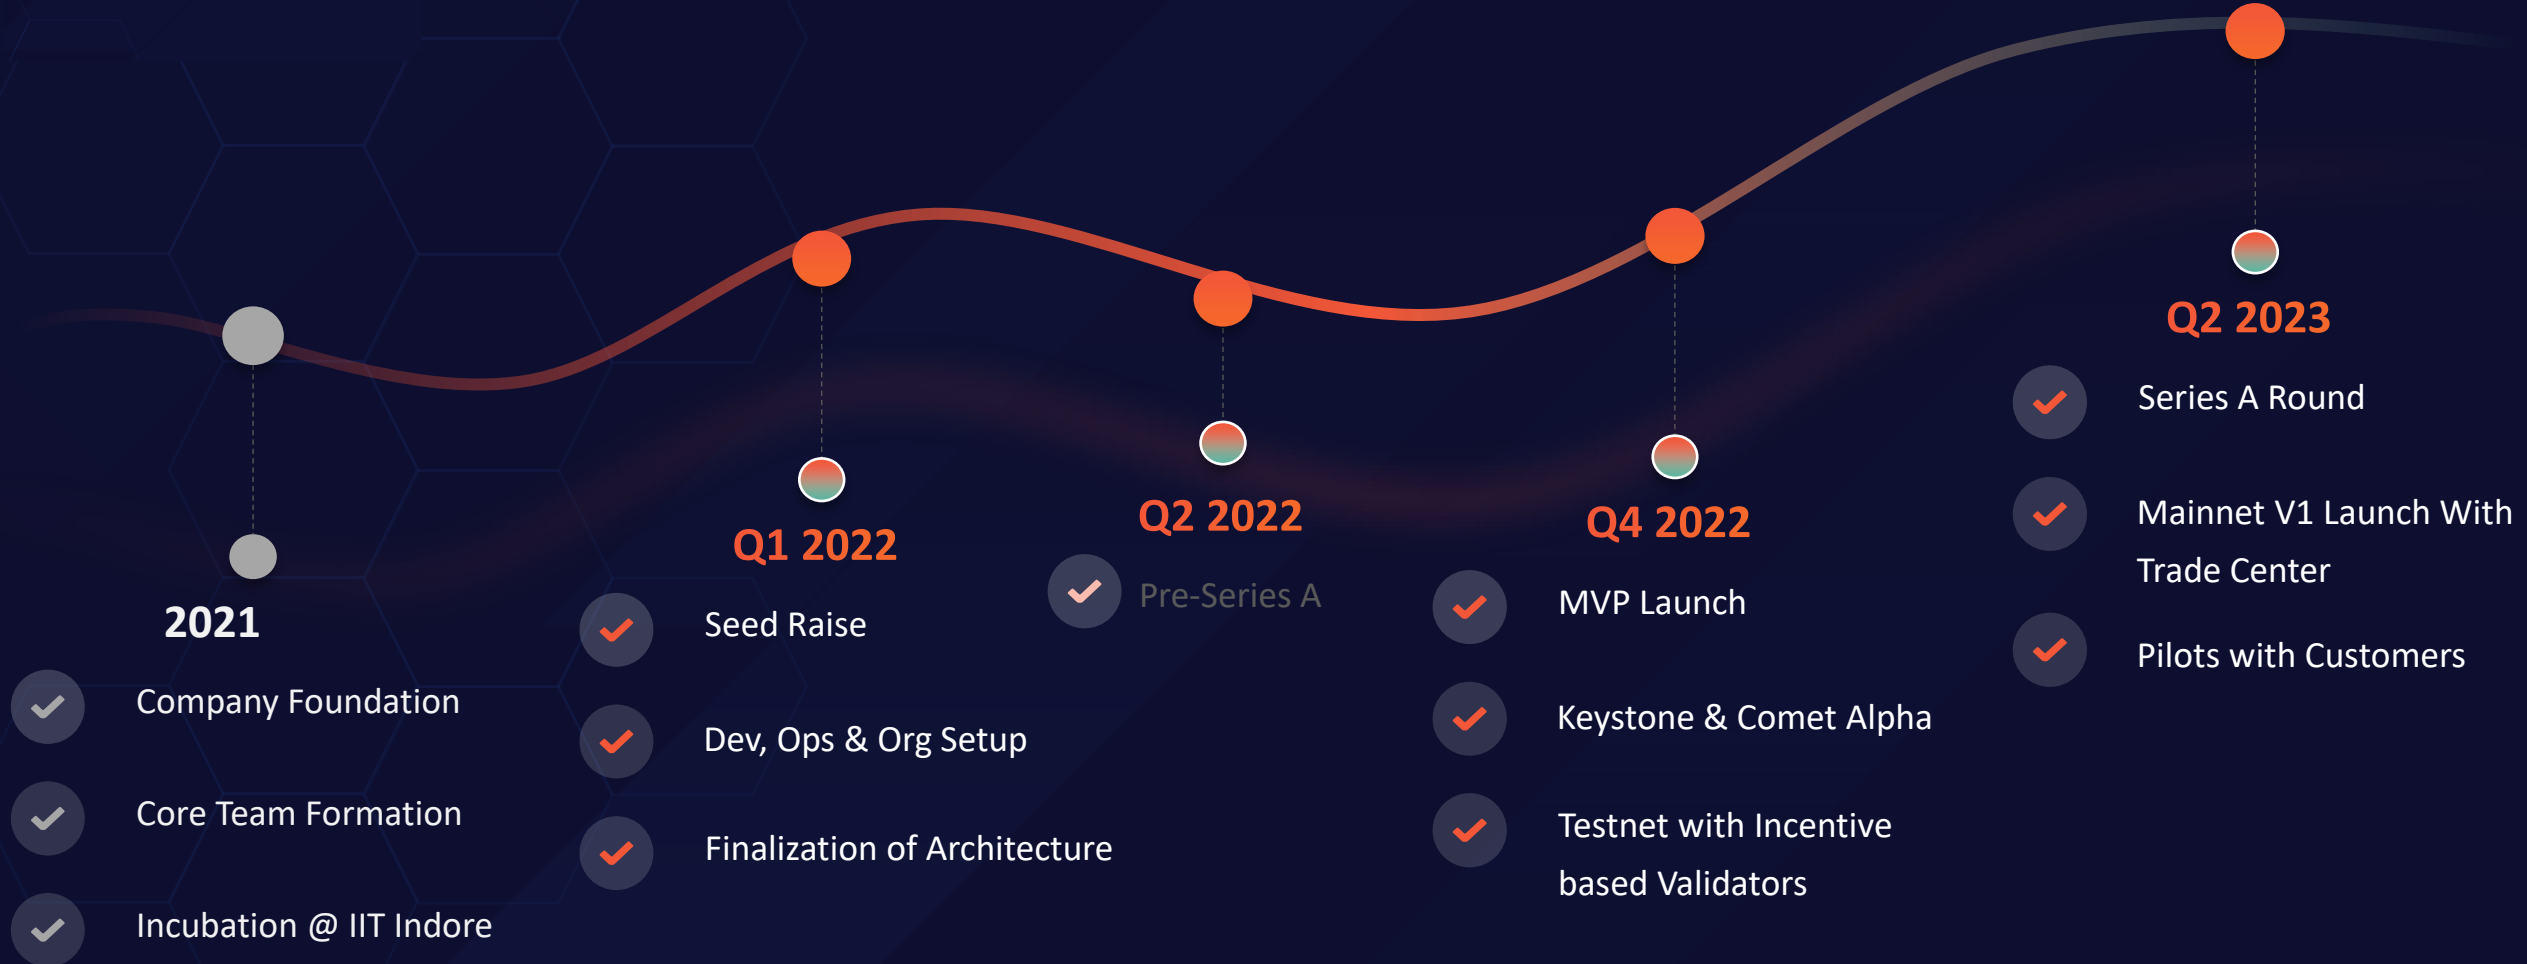 2021
Company Foundation
Core Team Formation
Incubation @ IIT Indore
Q1 2022
Seed Raise
Dev, Ops & Org Setup
Finalization of Architecture
Q2 2022
Pre-Series A
Q4 2022
MVP Launch
Keystone & Comet Alpha
Testnet with Incentive
based Validators
Q2 2023
Series A Round
Mainnet V1 Launch With
Trade Center
Pilots with Customers